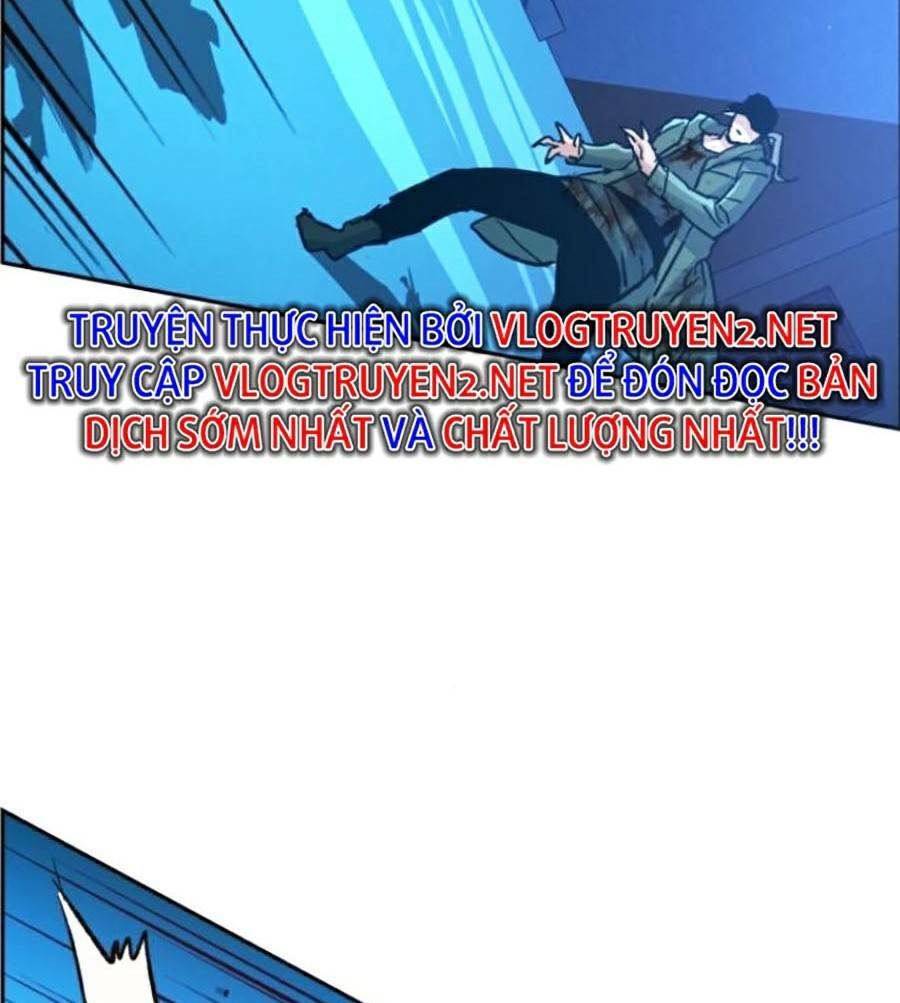 TRUYỆN THỰC HIỆN BỞI VLOGTRUYEN2.NET
TRUY CẬP VLOGTRUYEN2.NET ĐỂ ĐÓN ĐỌC BẢN
DỊCH SỚM NHẤT VÀ CHẤT LƯỢNG NHẤT!!!